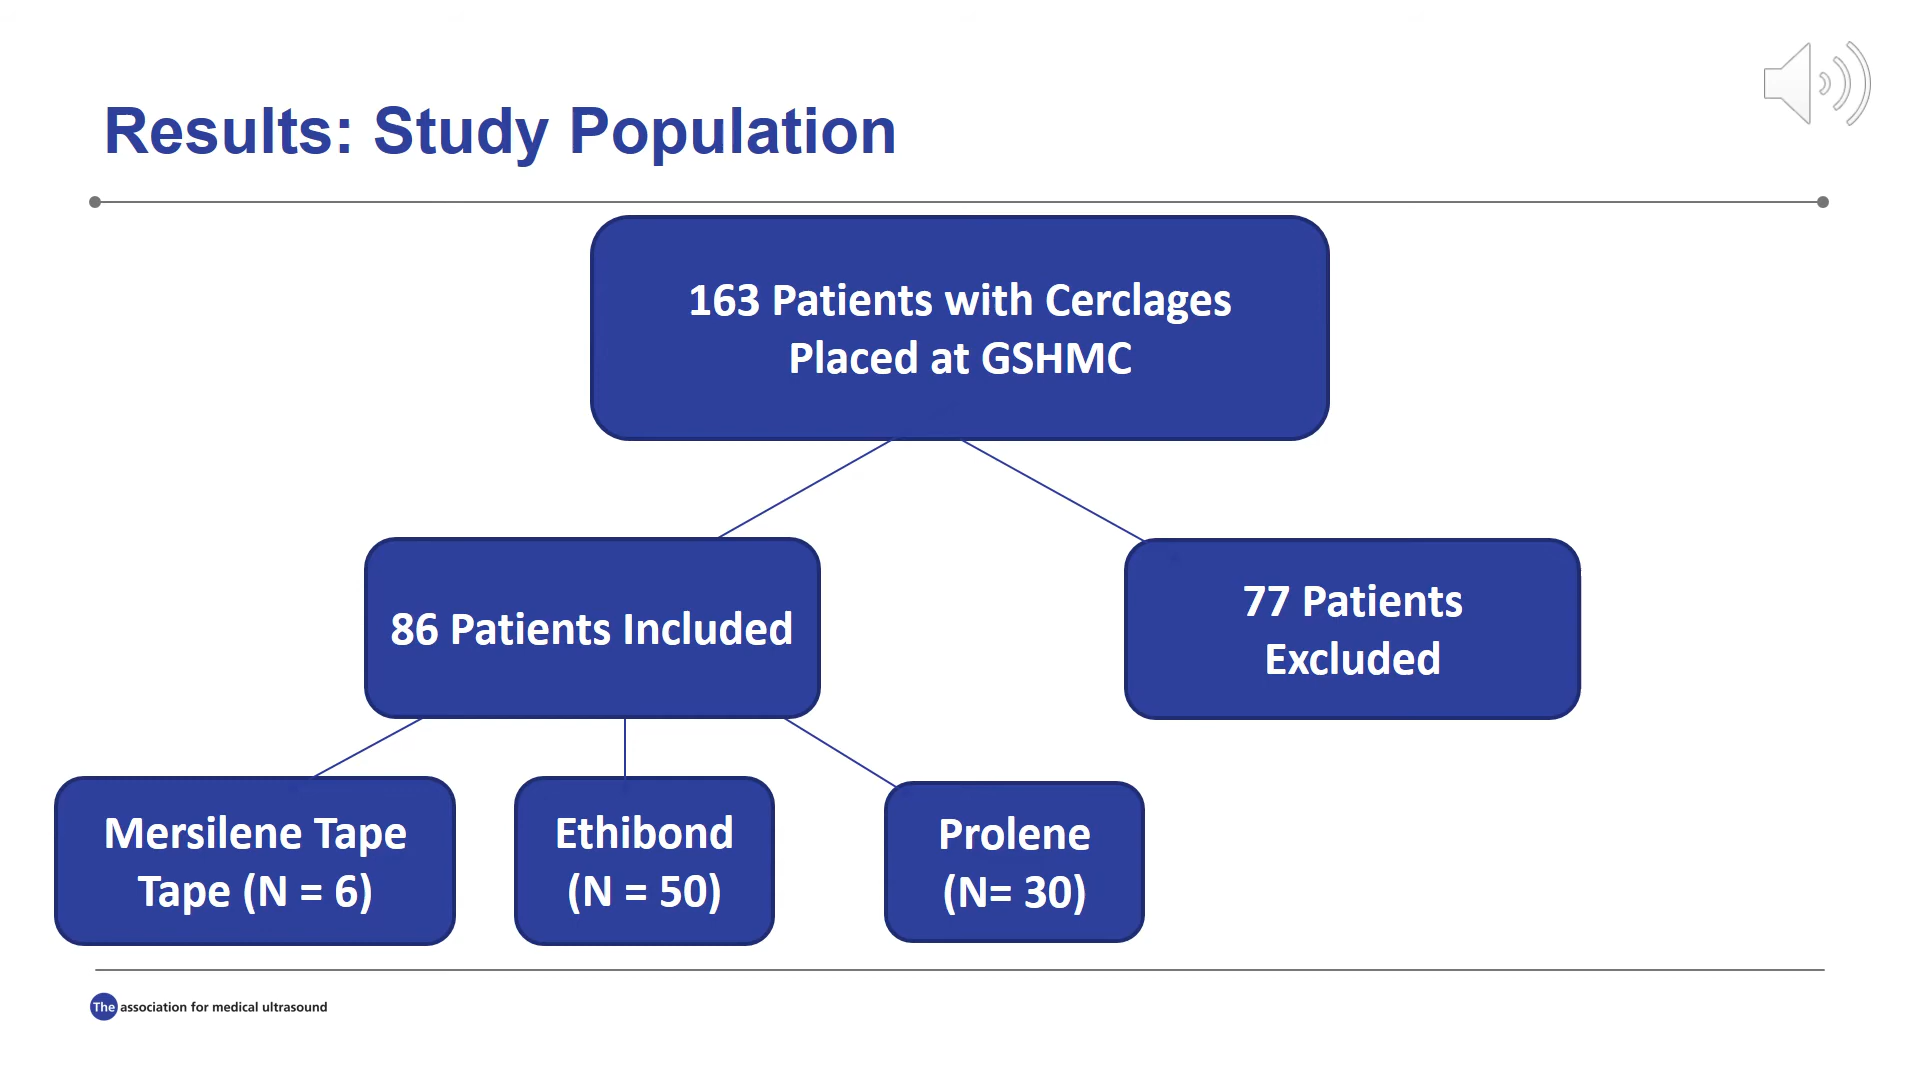 Results: Study Population
163 Patients with Cerclages
Placed at GSHMC
86 Patients Included
77 Patients
Excluded
Mersilene Tape
Tape (N = 6)
Ethibond
(N = 50)
Prolene
(N= 30)
The association for medical ultrasound